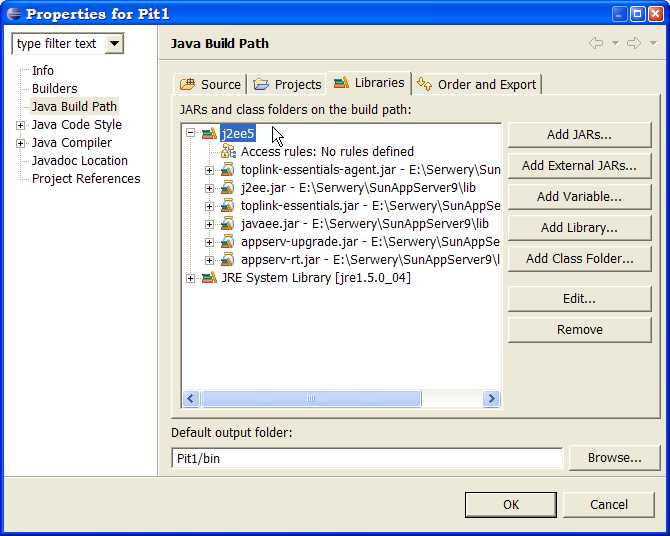 Properties for Pit1
type filter text
Info
Builders
Java Build Path
Java Code Style
Java Compiler
Javadoc Location
Project References
Java Build Path
Source
Projects
Libraries
Order and Export
JARs and class folders on the build path:
j2ee5
Access rules: No rules defined
toplink-essentials-agent.jar - E:\Serwery\Sun
j2ee.jar - E:\Serwery\SunAppServer9\lib
toplink-essentials.jar - E:\Serwery\SunAppSe
javaee.jar - E:\Serwery\SunAppServer9\lib
appserv-upgrade.jar - E:\Serwery\SunAppSe
appserv-rt.jar - E:\Serwery\SunAppServer9\l
JRE System Library [jre1.5.0_04]
Add JARs...
Add External JARs...
Add Variable...
Add Library...
Add Class Folder...
Edit...
Remove
Default output folder:
Pit1/bin
Browse...
OK
Cancel